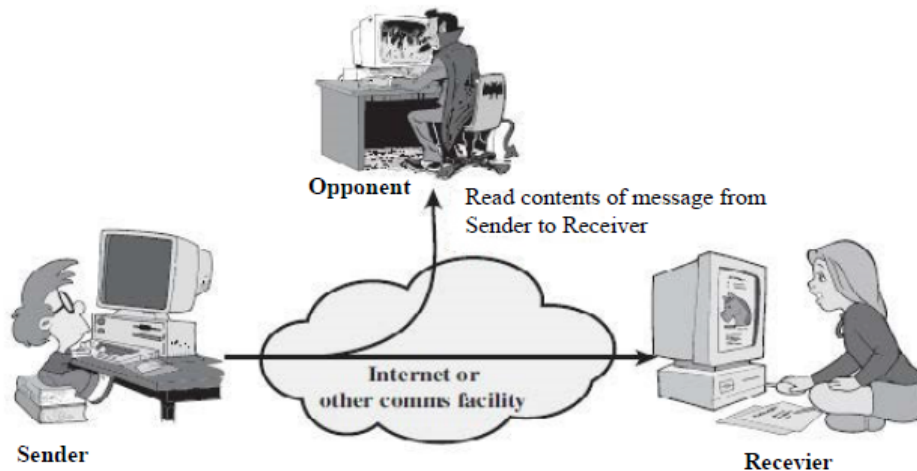 Opponent
Read contents of message from
Sender to Receiver
Internet or
other comms facility
Sender
Recevier